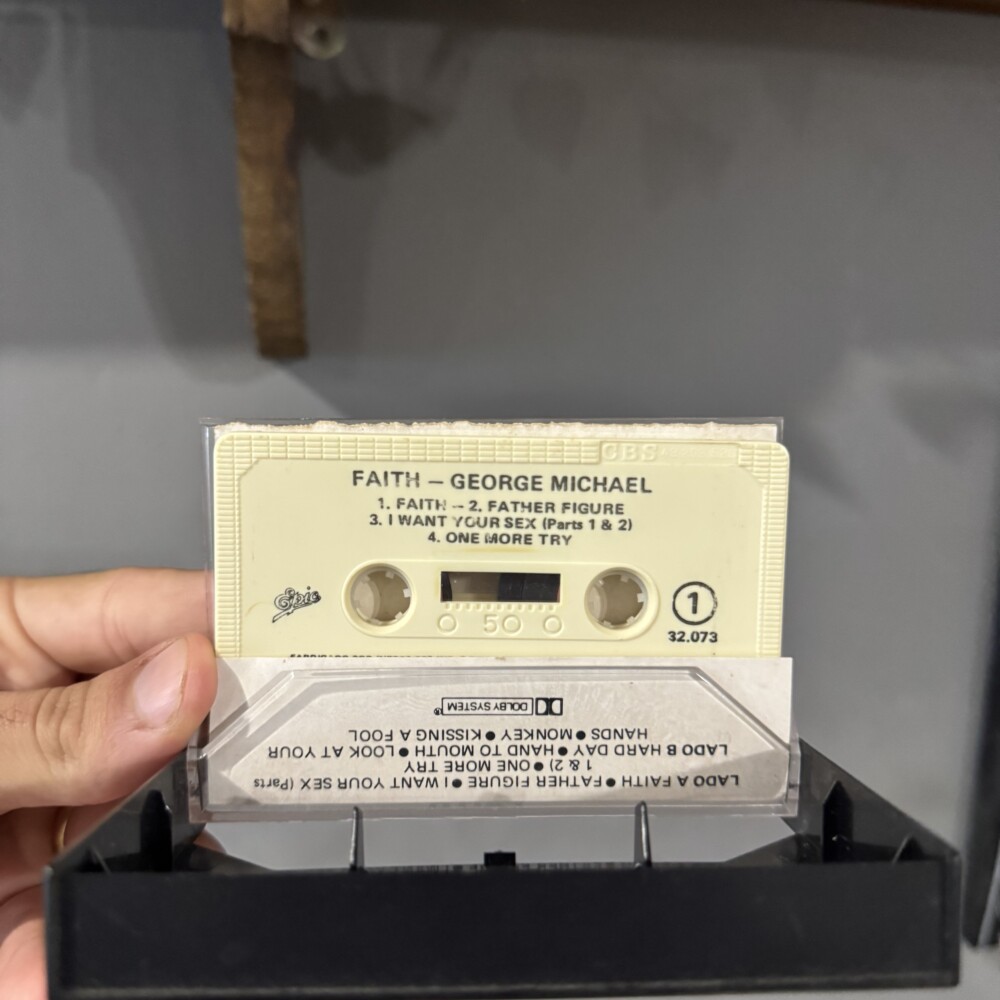 CBS
FAITH – GEORGE MICHAEL
1. FAITH – 2. FATHER FIGURE
3. I WANT YOUR SEX (Parts 1 & 2)
4. ONE MORE TRY
Epic
50
1
32.073
LADO A FAITH ● FATHER FIGURE ● I WANT YOUR SEX (Parts
1 & 2) ● ONE MORE TRY
LADO B HARD DAY ● HAND TO MOUTH ● LOOK AT YOUR
HANDS ● MONKEY ● KISSING A FOOL
DOLBY SYSTEM®